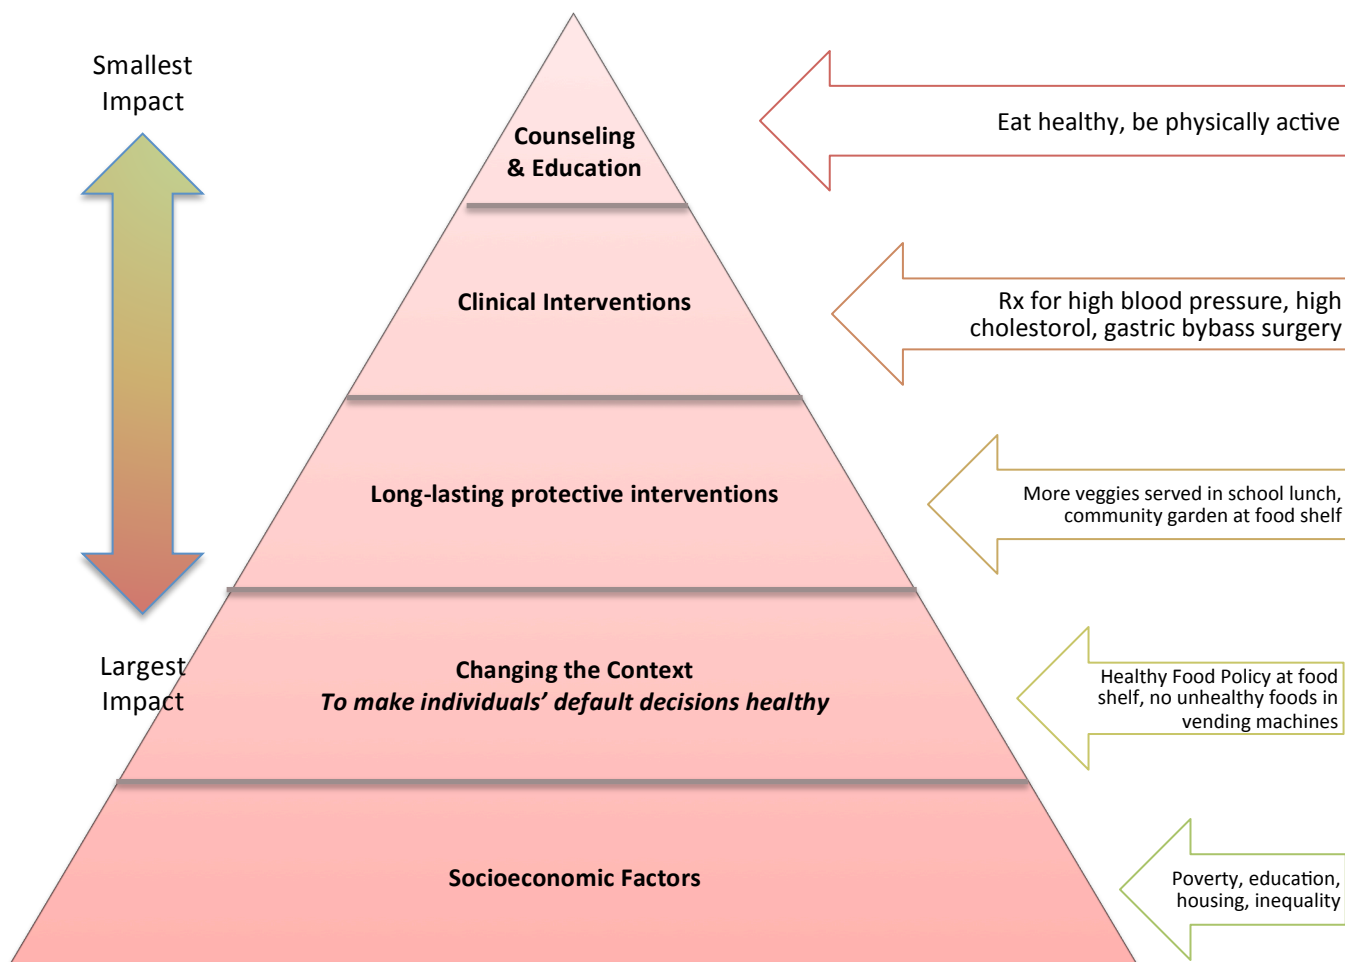 Smallest
Impact
Counseling
& Education
Eat healthy, be physically active
Clinical Interventions
Rx for high blood pressure, high
cholestorol, gastric bybass surgery
Long-lasting protective interventions
More veggies served in school lunch,
community garden at food shelf
Largest
Impact
Changing the Context
To make individuals’ default decisions healthy
Healthy Food Policy at food
shelf, no unhealthy foods in
vending machines
Socioeconomic Factors
Poverty, education,
housing, inequality